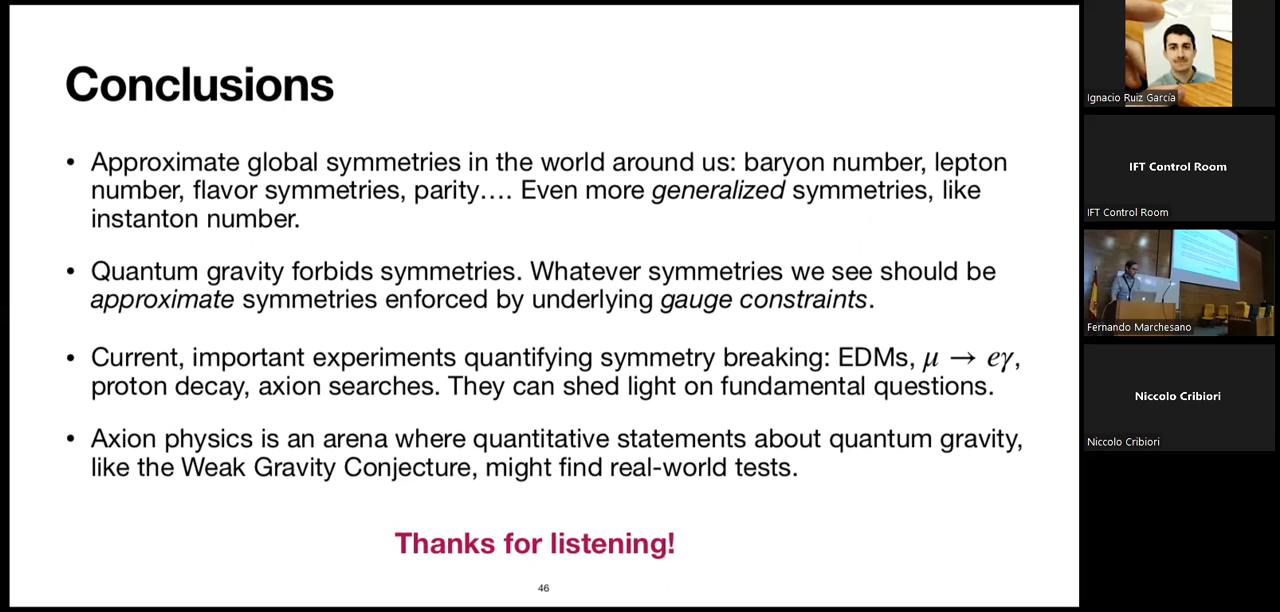 Conclusions
• Approximate global symmetries in the world around us: baryon number, lepton
number, flavor symmetries, parity…. Even more generalized symmetries, like
instanton number.
• Quantum gravity forbids symmetries. Whatever symmetries we see should be
approximate symmetries enforced by underlying gauge constraints.
• Current, important experiments quantifying symmetry breaking: EDMs, μ → eγ,
proton decay, axion searches. They can shed light on fundamental questions.
• Axion physics is an arena where quantitative statements about quantum gravity,
like the Weak Gravity Conjecture, might find real-world tests.
Thanks for listening!
46
Ignacio Ruiz García
IFT Control Room
IFT Control Room
Fernando Marchesano
Niccolo Cribiori
Niccolo Cribiori